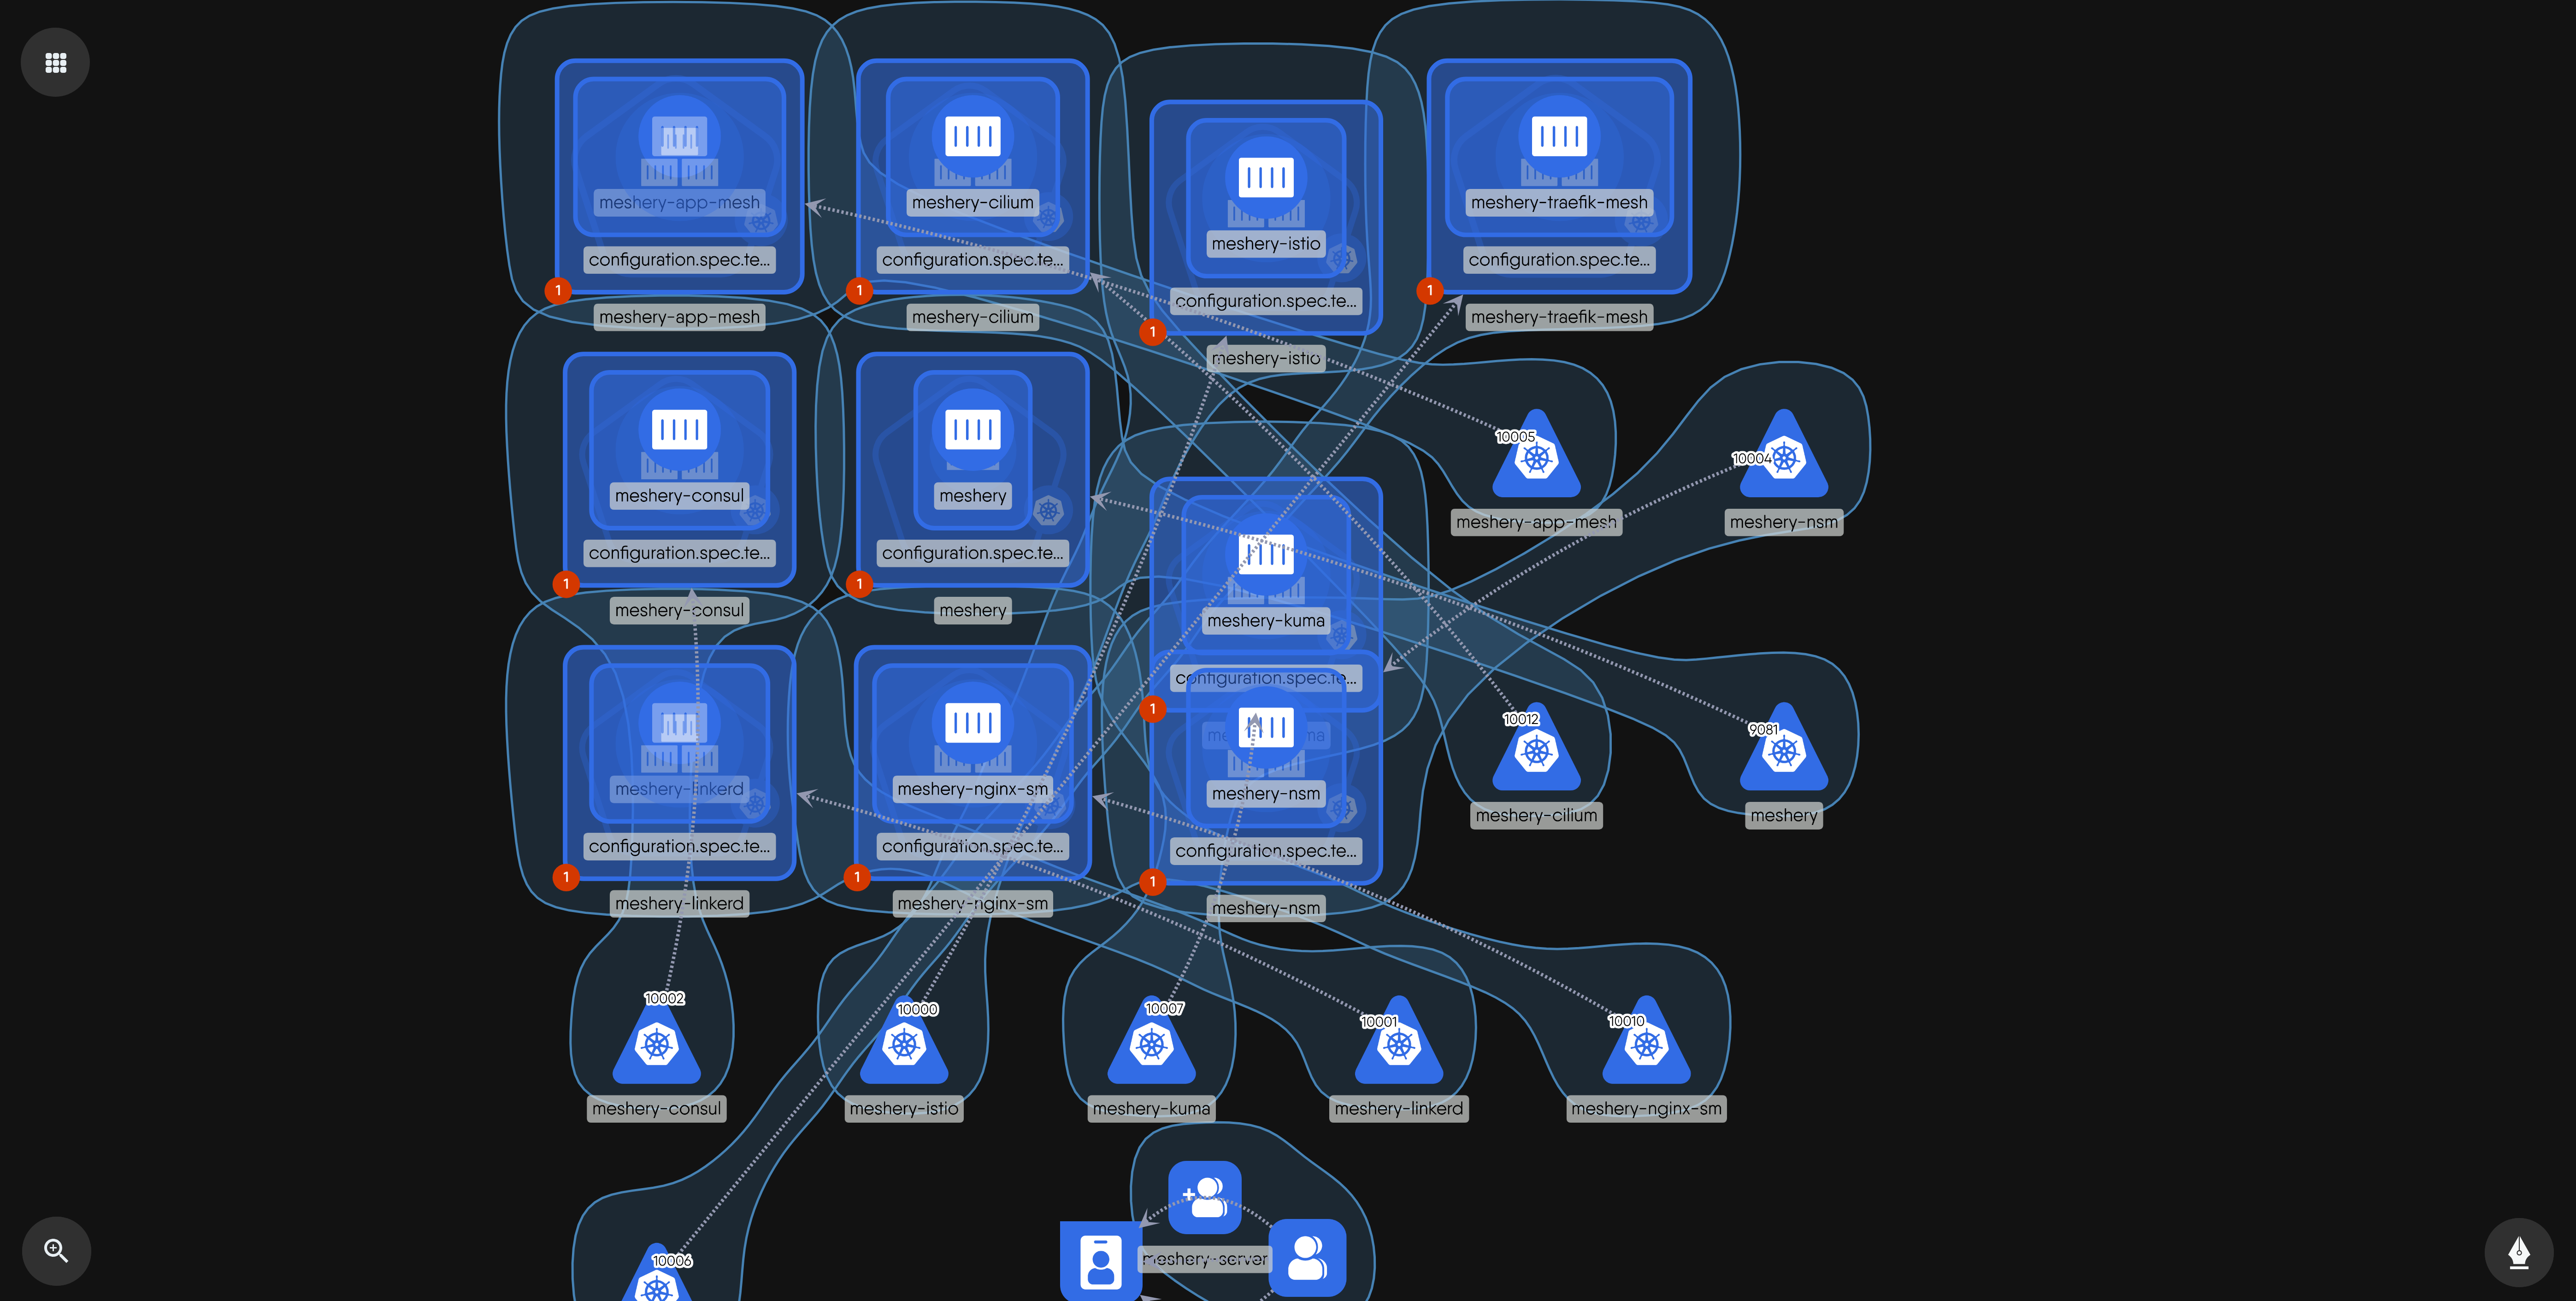 meshery-app-mesh
configuration.spec.te...
1
meshery-app-mesh
meshery-cilium
configuration.spec.te...
1
meshery-cilium
meshery-istio
configuration.spec.te...
1
meshery-istio
meshery-traefik-mesh
configuration.spec.te...
1
meshery-traefik-mesh
meshery-consul
configuration.spec.te...
1
meshery-consul
meshery
configuration.spec.te...
1
meshery
meshery-kuma
configuration.spec.te...
1
10005
meshery-app-mesh
10004
meshery-nsm
meshery-linkerd
configuration.spec.te...
1
meshery-linkerd
meshery-nginx-sm
configuration.spec.te...
1
meshery-nginx-sm
meshery-nsm
configuration.spec.te...
1
meshery-nsm
10012
meshery-cilium
9081
meshery
10002
meshery-consul
10000
meshery-istio
10007
meshery-kuma
10001
meshery-linkerd
10010
meshery-nginx-sm
10006
meshery-server